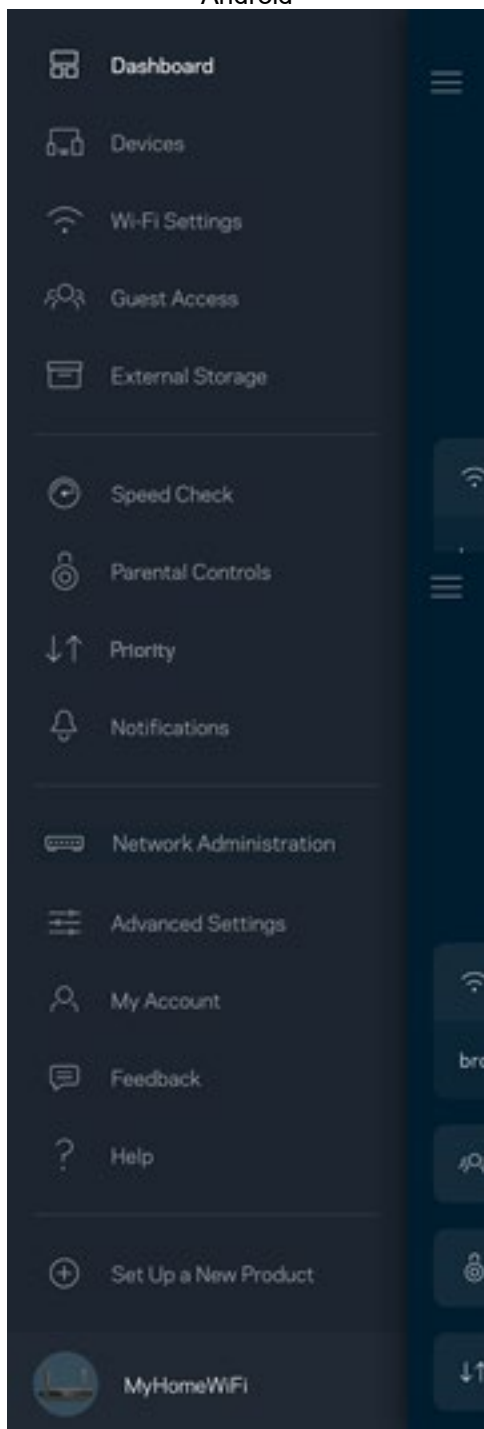 Android
Dashboard
Devices
Wi-Fi Settings
Guest Access
External Storage
Speed Check
Parental Controls
Priority
Notifications
Network Administration
Advanced Settings
My Account
bro
Feedback
Help
Set Up a New Product
MyHomeWiFi